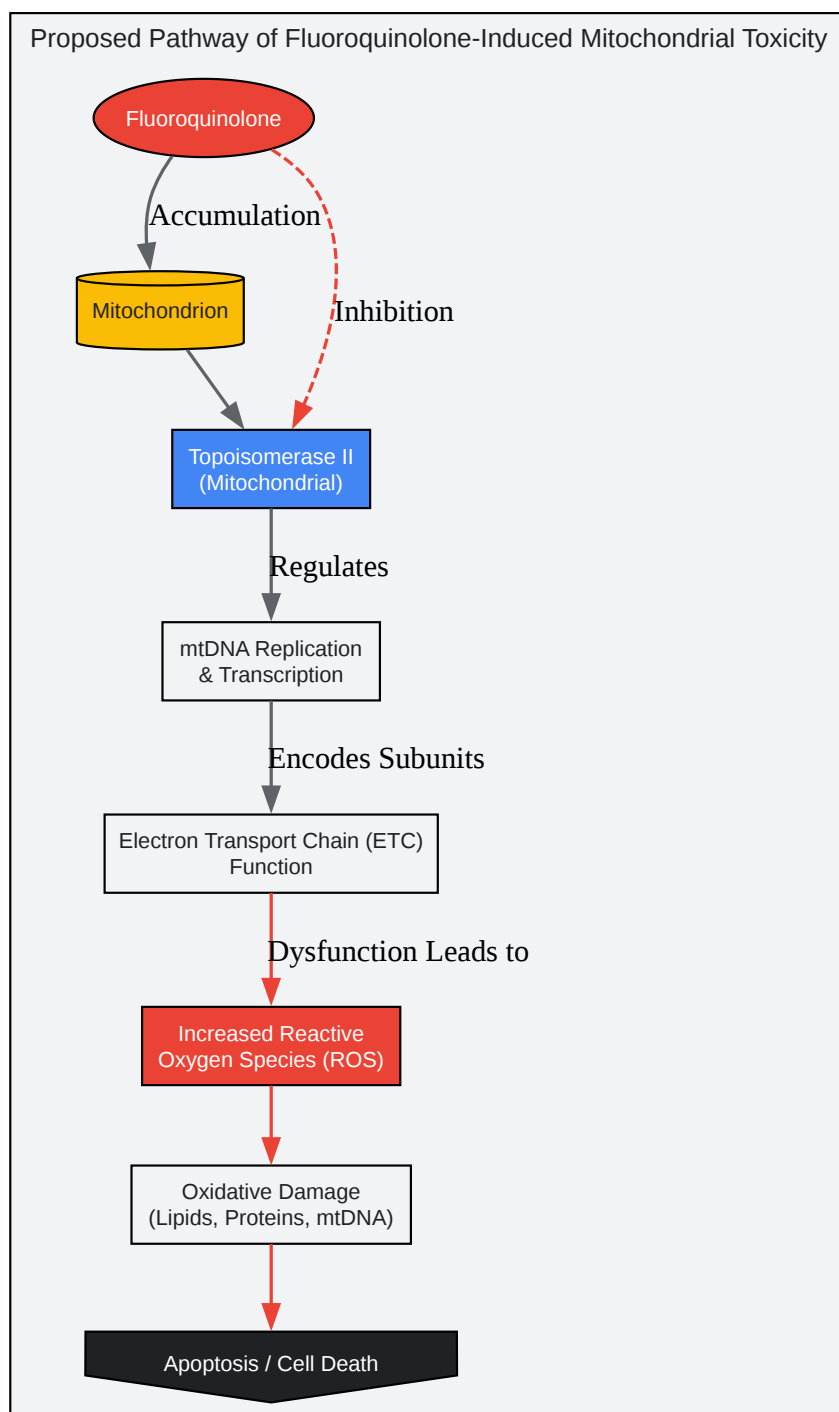 Proposed Pathway of Fluoroquinolone-Induced Mitochondrial Toxicity
Fluoroquinolone
Accumulation
Mitochondrion
Inhibition
Topoisomerase II
(Mitochondrial)
Regulates
mtDNA Replication
& Transcription
Encodes Subunits
Electron Transport Chain (ETC)
Function
Dysfunction Leads to
Increased Reactive
Oxygen Species (ROS)
Oxidative Damage
(Lipids, Proteins, mtDNA)
Apoptosis / Cell Death